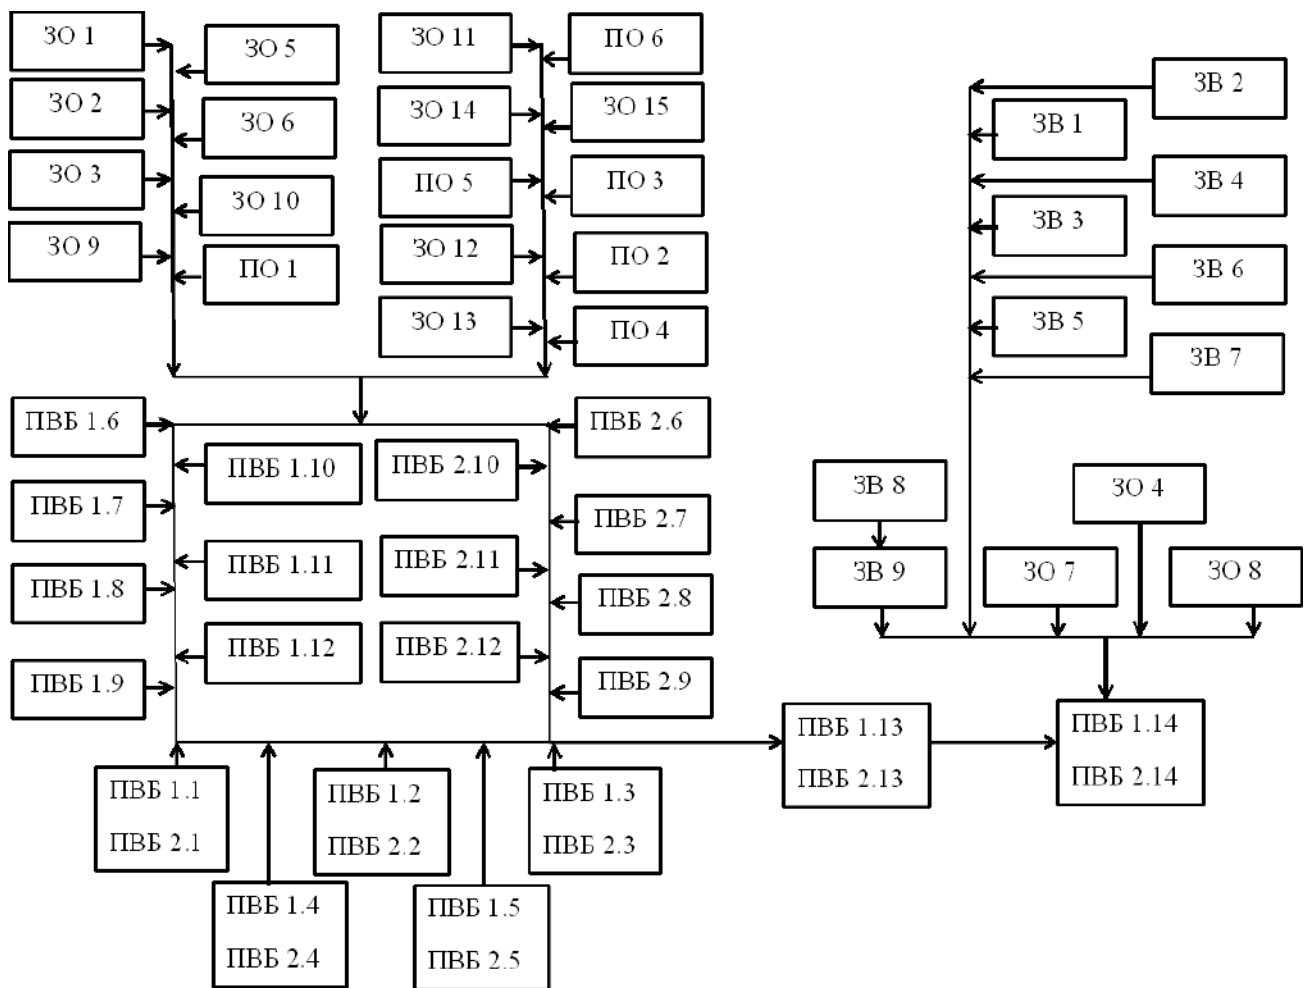 ЗО 1
ЗО 5
ЗО 2
ЗО 6
ЗО 3
ЗО 10
ЗО 9
ПО 1
ЗО 11
ПО 6
ЗО 14
ЗО 15
ПО 5
ПО 3
ЗО 12
ПО 2
ЗО 13
ПО 4
ЗВ 2
ЗВ 1
ЗВ 4
ЗВ 3
ЗВ 6
ЗВ 5
ЗВ 7
ПВБ 1.6
ПВБ 1.10
ПВБ 1.7
ПВБ 1.11
ПВБ 1.8
ПВБ 1.12
ПВБ 1.9
ПВБ 2.6
ПВБ 2.10
ПВБ 2.7
ПВБ 2.11
ПВБ 2.8
ПВБ 2.12
ПВБ 2.9
ЗВ 8
ЗО 4
ЗВ 9
ЗО 7
ЗО 8
ПВБ 1.1
ПВБ 2.1
ПВБ 1.4
ПВБ 2.4
ПВБ 1.2
ПВБ 2.2
ПВБ 1.5
ПВБ 2.5
ПВБ 1.3
ПВБ 2.3
ПВБ 1.13
ПВБ 2.13
ПВБ 1.14
ПВБ 2.14